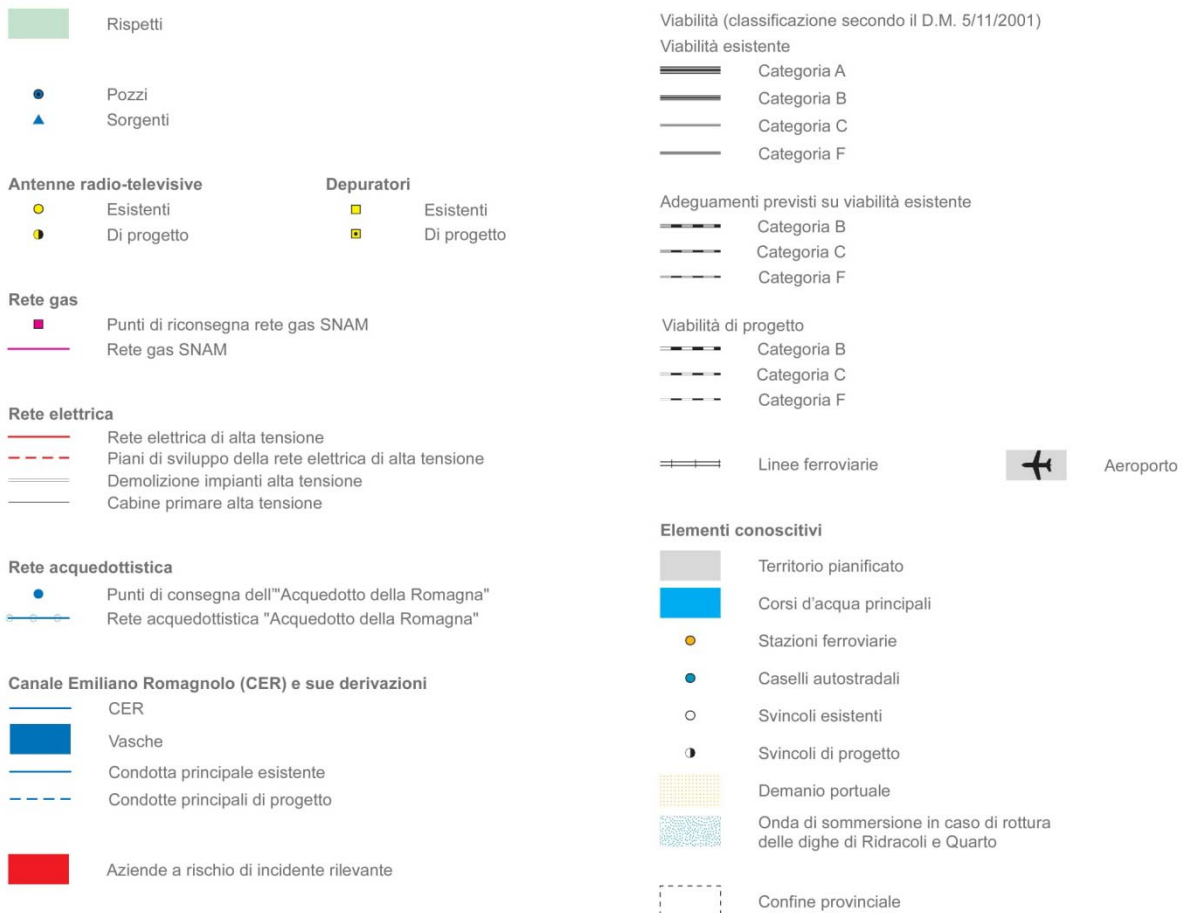 Rispetti
Pozzi
Sorgenti
Antenne radio-televisive
Esistenti
Di progetto
Depuratori
Esistenti
Di progetto
Rete gas
Punti di riconsegna rete gas SNAM
Rete gas SNAM
Rete elettrica
Rete elettrica di alta tensione
Piani di sviluppo della rete elettrica di alta tensione
Demolizione impianti alta tensione
Cabine primare alta tensione
Rete acquedottistica
Punti di consegna dell'"Acquedotto della Romagna"
Rete acquedottistica "Acquedotto della Romagna"
Canale Emiliano Romagnolo (CER) e sue derivazioni
CER
Vasche
Condotta principale esistente
Condotte principali di progetto
Aziende a rischio di incidente rilevante
Viabilità (classificazione secondo il D.M. 5/11/2001)
Viabilità esistente
Categoria A
Categoria B
Categoria C
Categoria F
Adeguamenti previsti su viabilità esistente
Categoria B
Categoria C
Categoria F
Viabilità di progetto
Categoria B
Categoria C
Categoria F
Linee ferroviarie
Aeroporto
Elementi conoscitivi
Territorio pianificato
Corsi d'acqua principali
Stazioni ferroviarie
Caselli autostradali
Svincoli esistenti
Svincoli di progetto
Demanio portuale
Onda di sommersione in caso di rottura
delle dighe di Ridracoli e Quarto
Confine provinciale